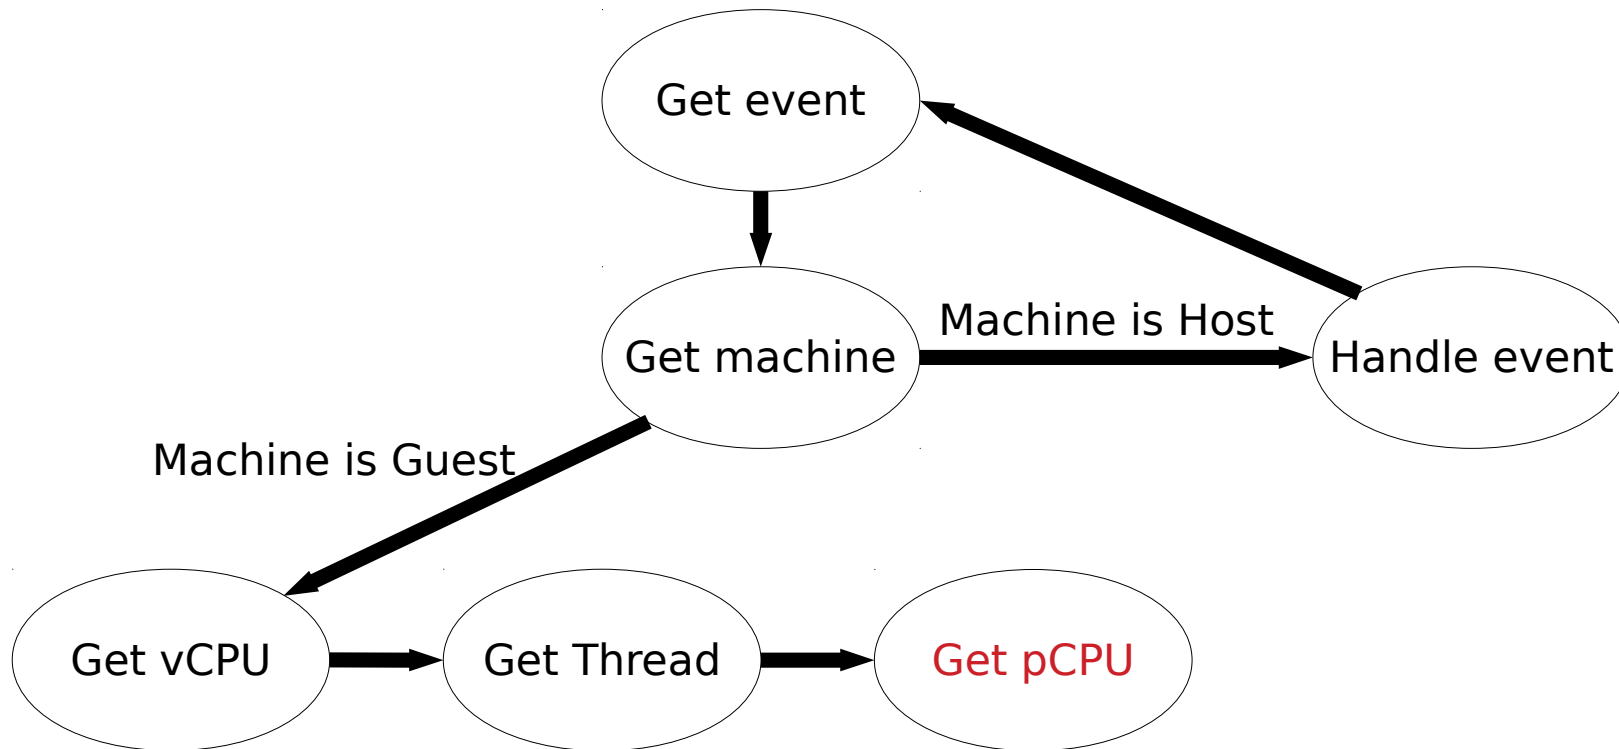 Get event
Machine is Host
Get machine
Handle event
Machine is Guest
Get vCPU
Get Thread
Get pCPU